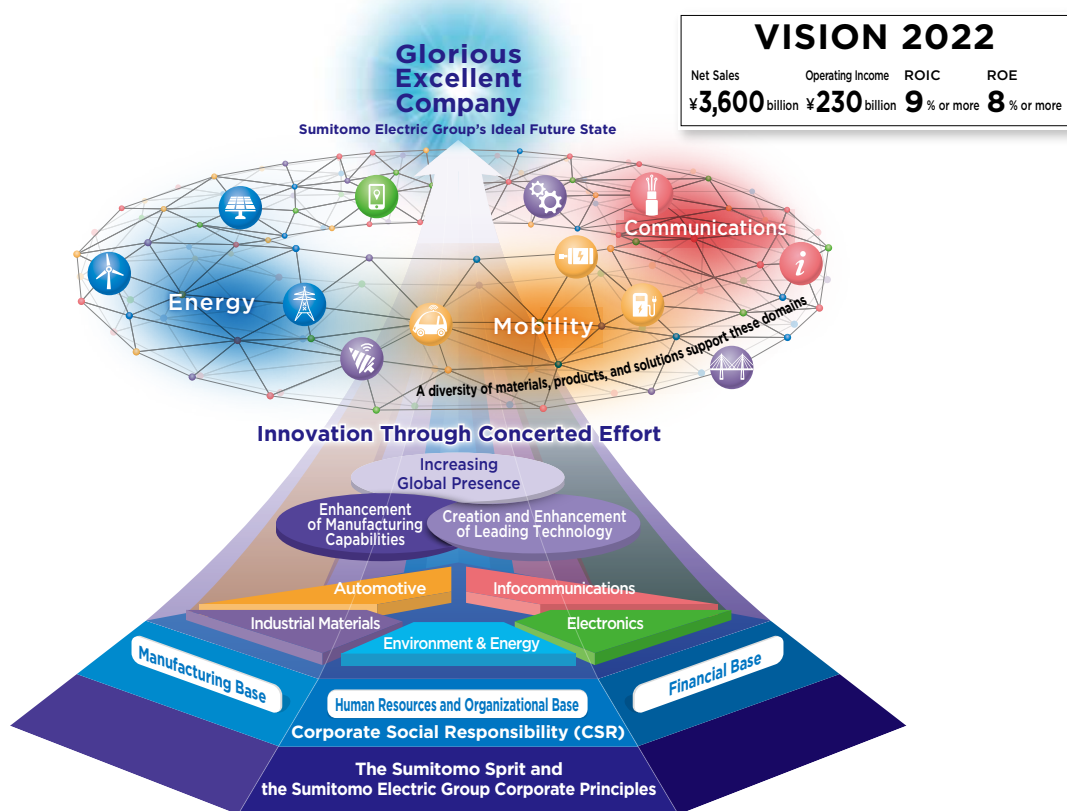 VISION 2022
Net Sales Operating Income ROIC ROE
¥3,600 billion ¥230 billion 9 % or more 8 % or more
Glorious
Excellent
Company
Sumitomo Electric Group's Ideal Future State
Communications
i
Energy
Mobility
A diversity of materials, products, and solutions support these domains
Innovation Through Concerted Effort
Increasing
Global Presence
Enhancement
of Manufacturing
Capabilities
Creation and Enhancement
of Leading Technology
Automotive
Infocommunications
Industrial Materials
Electronics
Environment & Energy
Manufacturing Base
Financial Base
Human Resources and Organizational Base
Corporate Social Responsibility (CSR)
The Sumitomo Sprit and
the Sumitomo Electric Group Corporate Principles